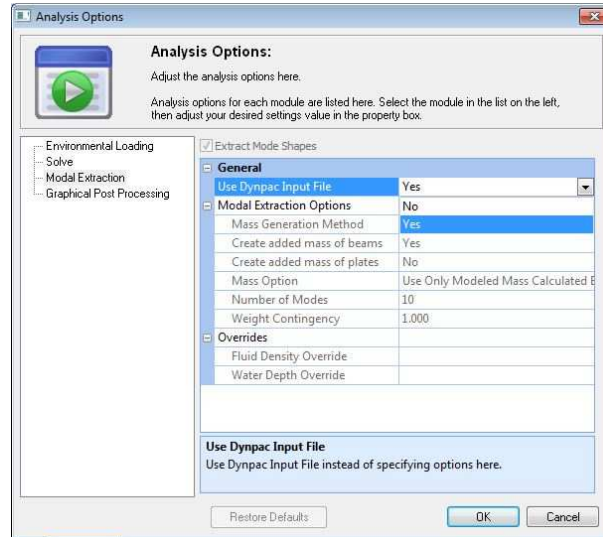 Analysis Options
Analysis Options:
Adjust the analysis options here.
Analysis options for each module are listed here. Select the module in the list on the left,
then adjust your desired settings value in the property box.
Environmental Loading
Solve
Modal Extraction
Graphical Post Processing
Extract Mode Shapes
General
Use Dynpac Input File Yes
Modal Extraction Options No
Mass Generation Method Yes
Create added mass of beams Yes
Create added mass of plates No
Mass Option Use Only Modeled Mass Calculated E
Number of Modes 10
Weight Contingency 1.000
Overrides
Fluid Density Override
Water Depth Override
Use Dynpac Input File
Use Dynpac Input File instead of specifying options here.
Restore Defaults OK Cancel